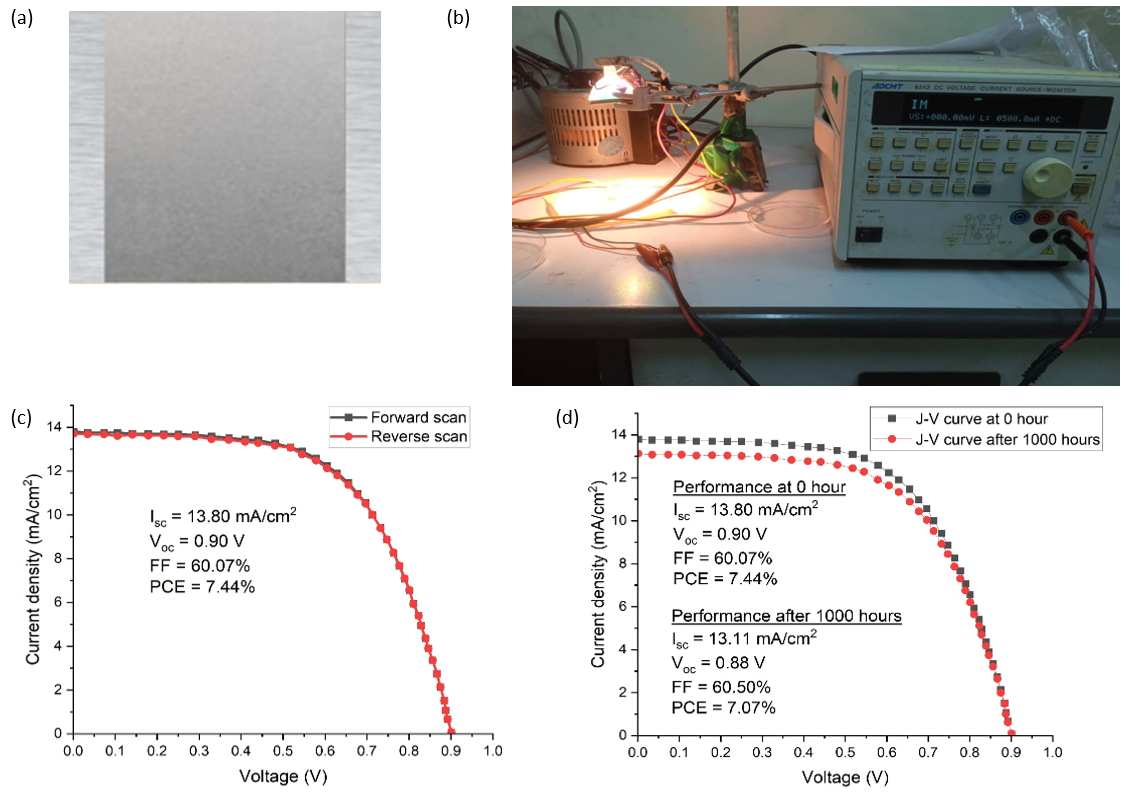 (a)
(b)
ADCMT 6243 DC VOLTAGE CURRENT SOURCE/MONITOR
IM
VS:+000.00mV L: 0500.0mA *DC
POWER
(c)
Forward scan
Reverse scan
Isc = 13.80 mA/cm²
Voc = 0.90 V
FF = 60.07%
PCE = 7.44%
Current density (mA/cm²)
14
12
10
8
6
4
2
0
0.0 0.1 0.2 0.3 0.4 0.5 0.6 0.7 0.8 0.9 1.0
Voltage (V)
(d)
J-V curve at 0 hour
J-V curve after 1000 hours
Performance at 0 hour
Isc = 13.80 mA/cm²
Voc = 0.90 V
FF = 60.07%
PCE = 7.44%
Performance after 1000 hours
Isc = 13.11 mA/cm²
Voc = 0.88 V
FF = 60.50%
PCE = 7.07%
Current density (mA/cm²)
14
12
10
8
6
4
2
0
0.0 0.1 0.2 0.3 0.4 0.5 0.6 0.7 0.8 0.9 1.0
Voltage (V)